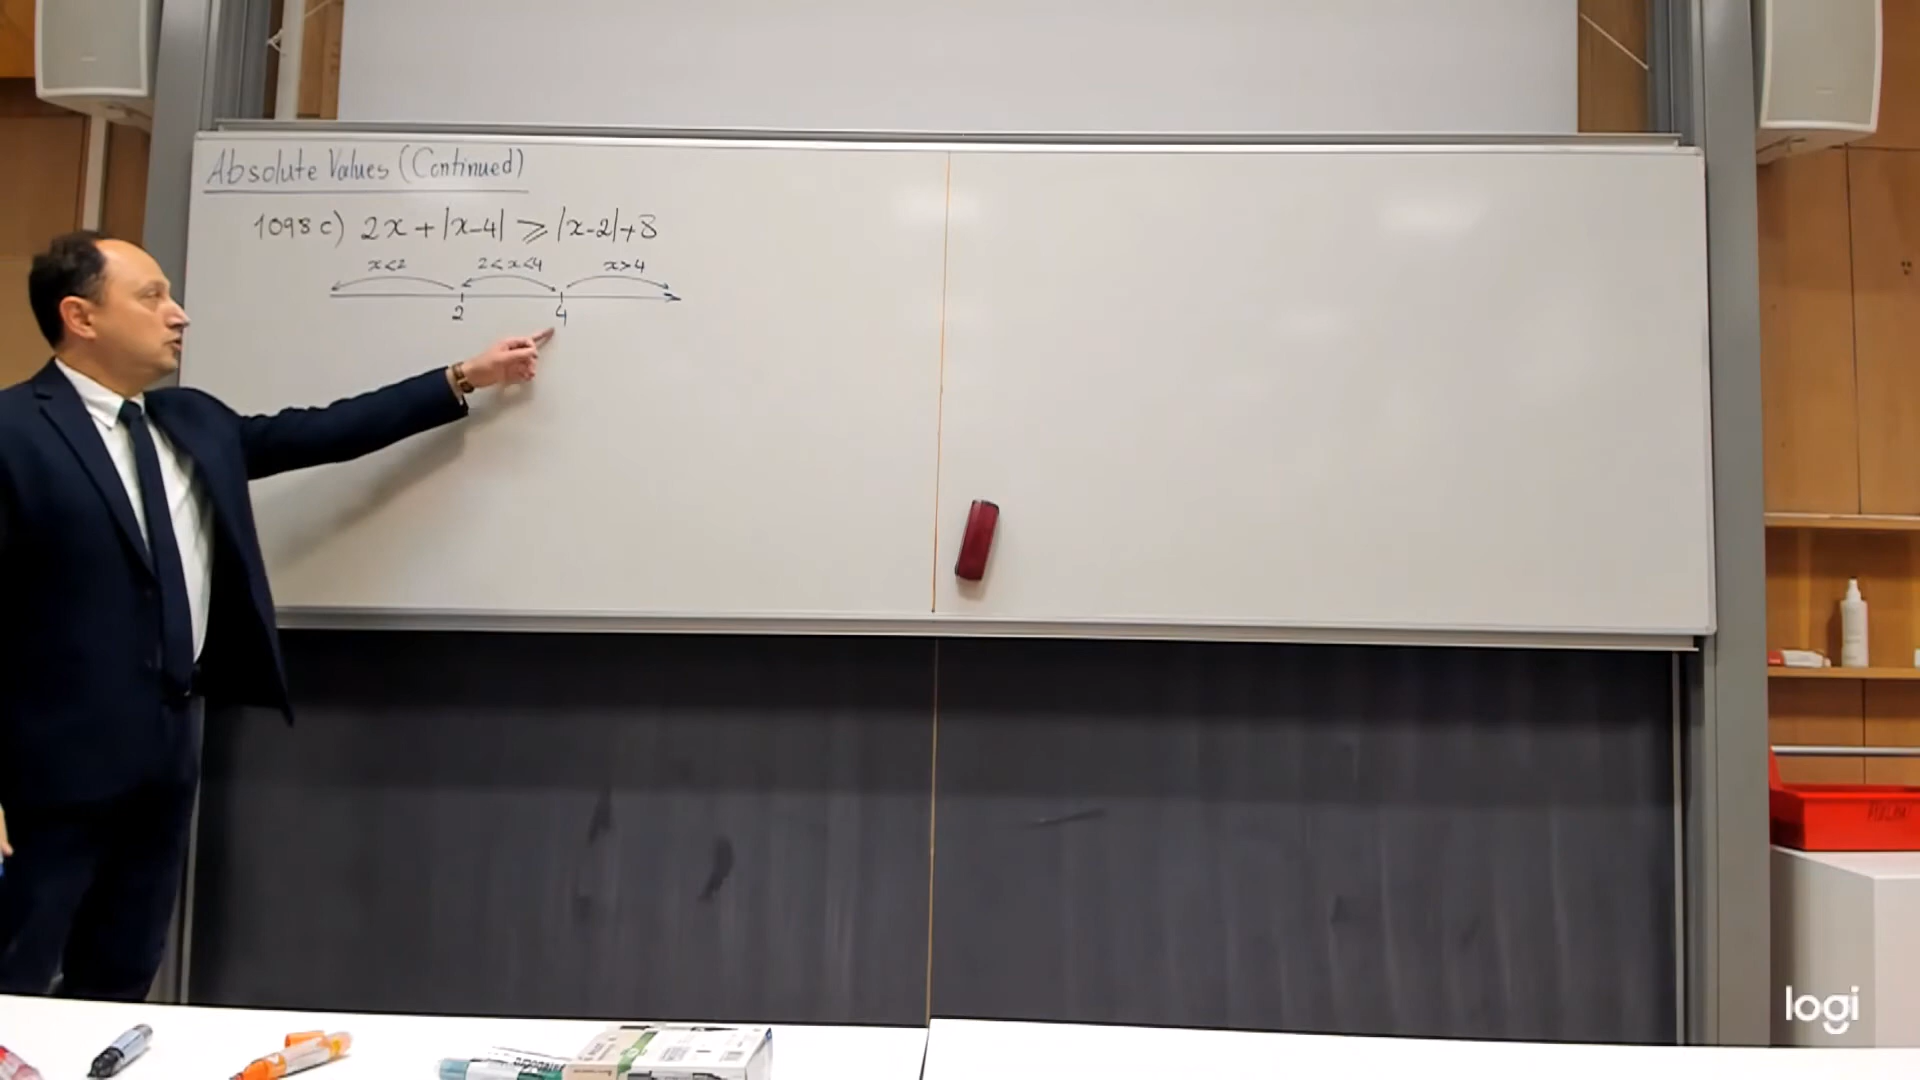 Absolute Values (Continued)
1098 c) 2x + |x-4| ⩾ |x-2| + 8
x<2 2<x<4 x>4
2 4
logi